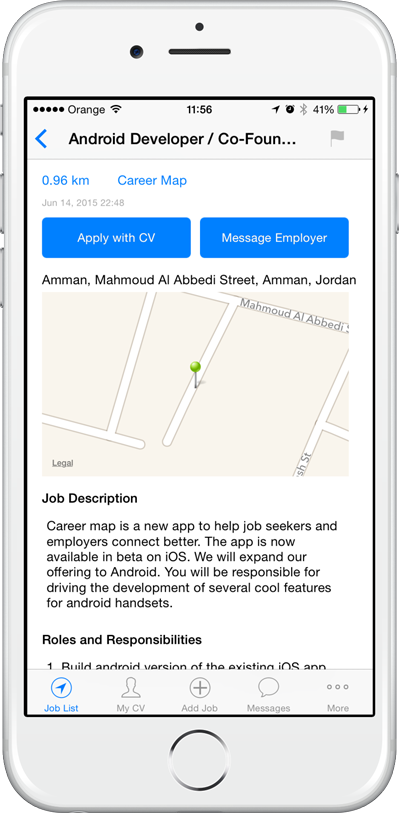 Orange 11:56 41%
Android Developer / Co-Foun...
0.96 km Career Map
Jun 14, 2015 22:48
Apply with CV Message Employer
Amman, Mahmoud Al Abbedi Street, Amman, Jordan
Mahmoud Al Abbedi S
sh St
Legal
Job Description
Career map is a new app to help job seekers and
employers connect better. The app is now
available in beta on iOS. We will expand our
offering to Android. You will be responsible for
driving the development of several cool features
for android handsets.
Roles and Responsibilities
1. Build android version of the existing iOS app
Job List My CV Add Job Messages More